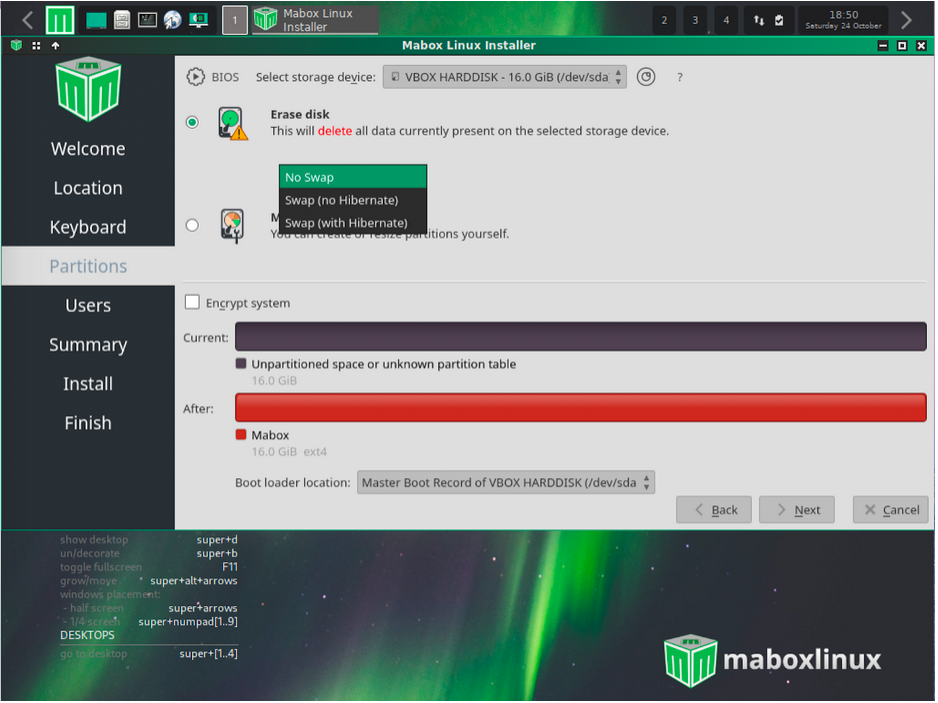 1
Mabox Linux
Installer
2
3
4
18:50
Saturday 24 October
Mabox Linux Installer
Welcome
Location
Keyboard
Partitions
Users
Summary
Install
Finish
BIOS
Select storage device:
VBOX HARDDISK - 16.0 GiB (/dev/sda
?
Erase disk
This will delete all data currently present on the selected storage device.
No Swap
Swap (no Hibernate)
Swap (with Hibernate)
You can create or resize partitions yourself.
Encrypt system
Current:
Unpartitioned space or unknown partition table
16.0 GiB
After:
Mabox
16.0 GiB ext4
Boot loader location:
Master Boot Record of VBOX HARDDISK (/dev/sda
Back
Next
Cancel
show desktop super+d
un/decorate super+b
toggle fullscreen F11
grow/move super+alt+arrows
windows placement:
- half screen super+arrows
- 1/4 screen super+numpad[1..9]
DESKTOPS
go to desktop super+[1..4]
maboxlinux